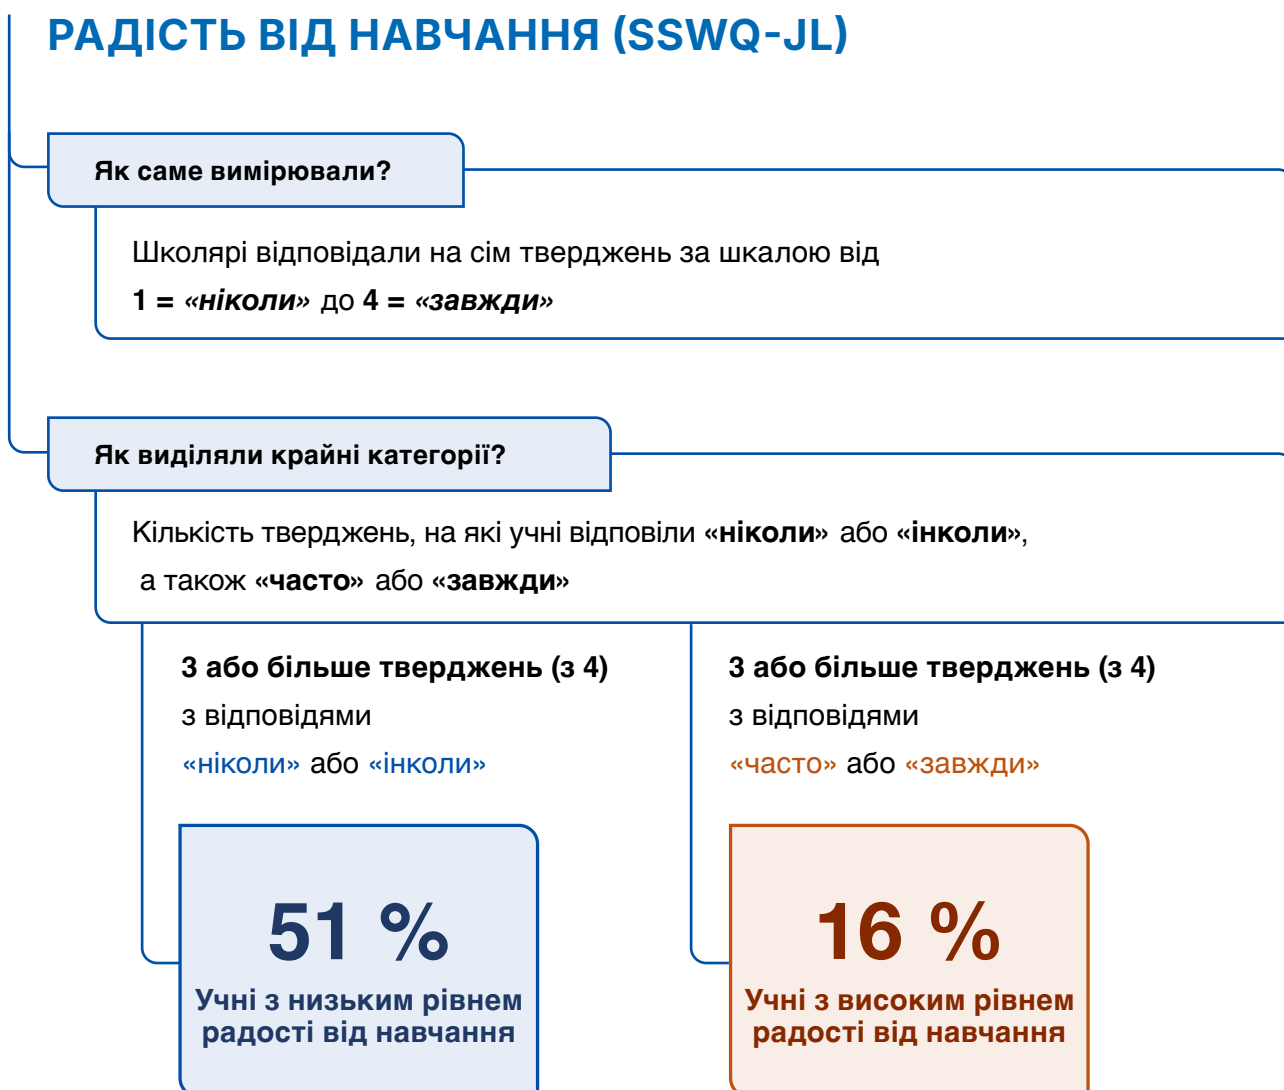 РАДІСТЬ ВІД НАВЧАННЯ (SSWQ-JL)
Як саме вимірювали?
Школярі відповідали на сім тверджень за шкалою від
1 = «ніколи» до 4 = «завжди»
Як виділяли крайні категорії?
Кількість тверджень, на які учні відповіли «ніколи» або «інколи»,
а також «часто» або «завжди»
3 або більше тверджень (з 4)
з відповідями
«ніколи» або «інколи»
51 %
Учні з низьким рівнем
радості від навчання
3 або більше тверджень (з 4)
з відповідями
«часто» або «завжди»
16 %
Учні з високим рівнем
радості від навчання